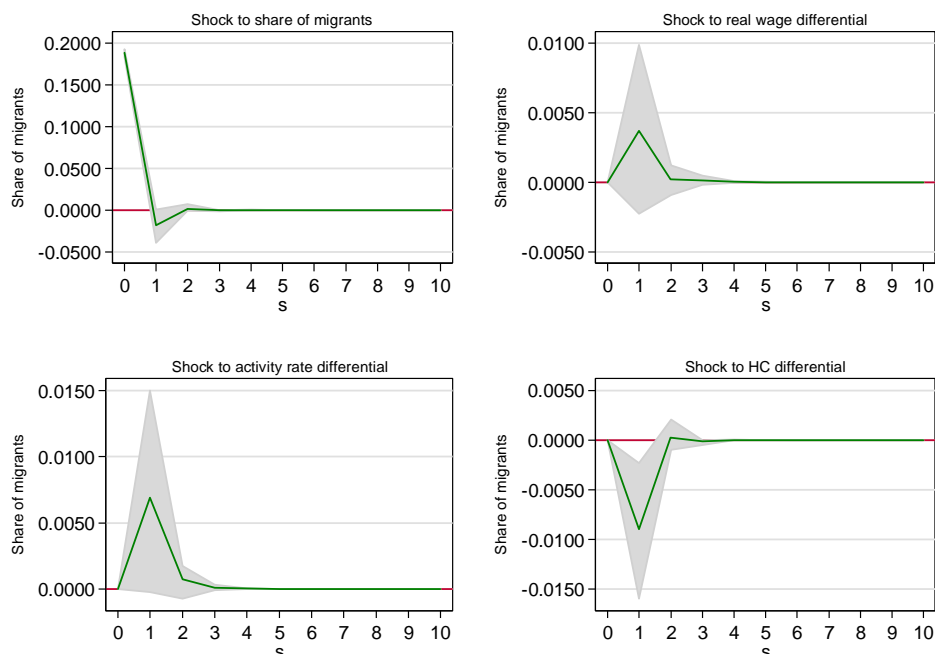 Shock to share of migrants
Share of migrants
0.2000
0.1500
0.1000
0.0500
0.0000
-0.0500
0 1 2 3 4 5 6 7 8 9 10
s
Shock to real wage differential
Share of migrants
0.0100
0.0050
0.0000
-0.0050
0 1 2 3 4 5 6 7 8 9 10
s
Shock to activity rate differential
Share of migrants
0.0150
0.0100
0.0050
0.0000
0 1 2 3 4 5 6 7 8 9 10
s
Shock to HC differential
Share of migrants
0.0050
0.0000
-0.0050
-0.0100
-0.0150
0 1 2 3 4 5 6 7 8 9 10
s